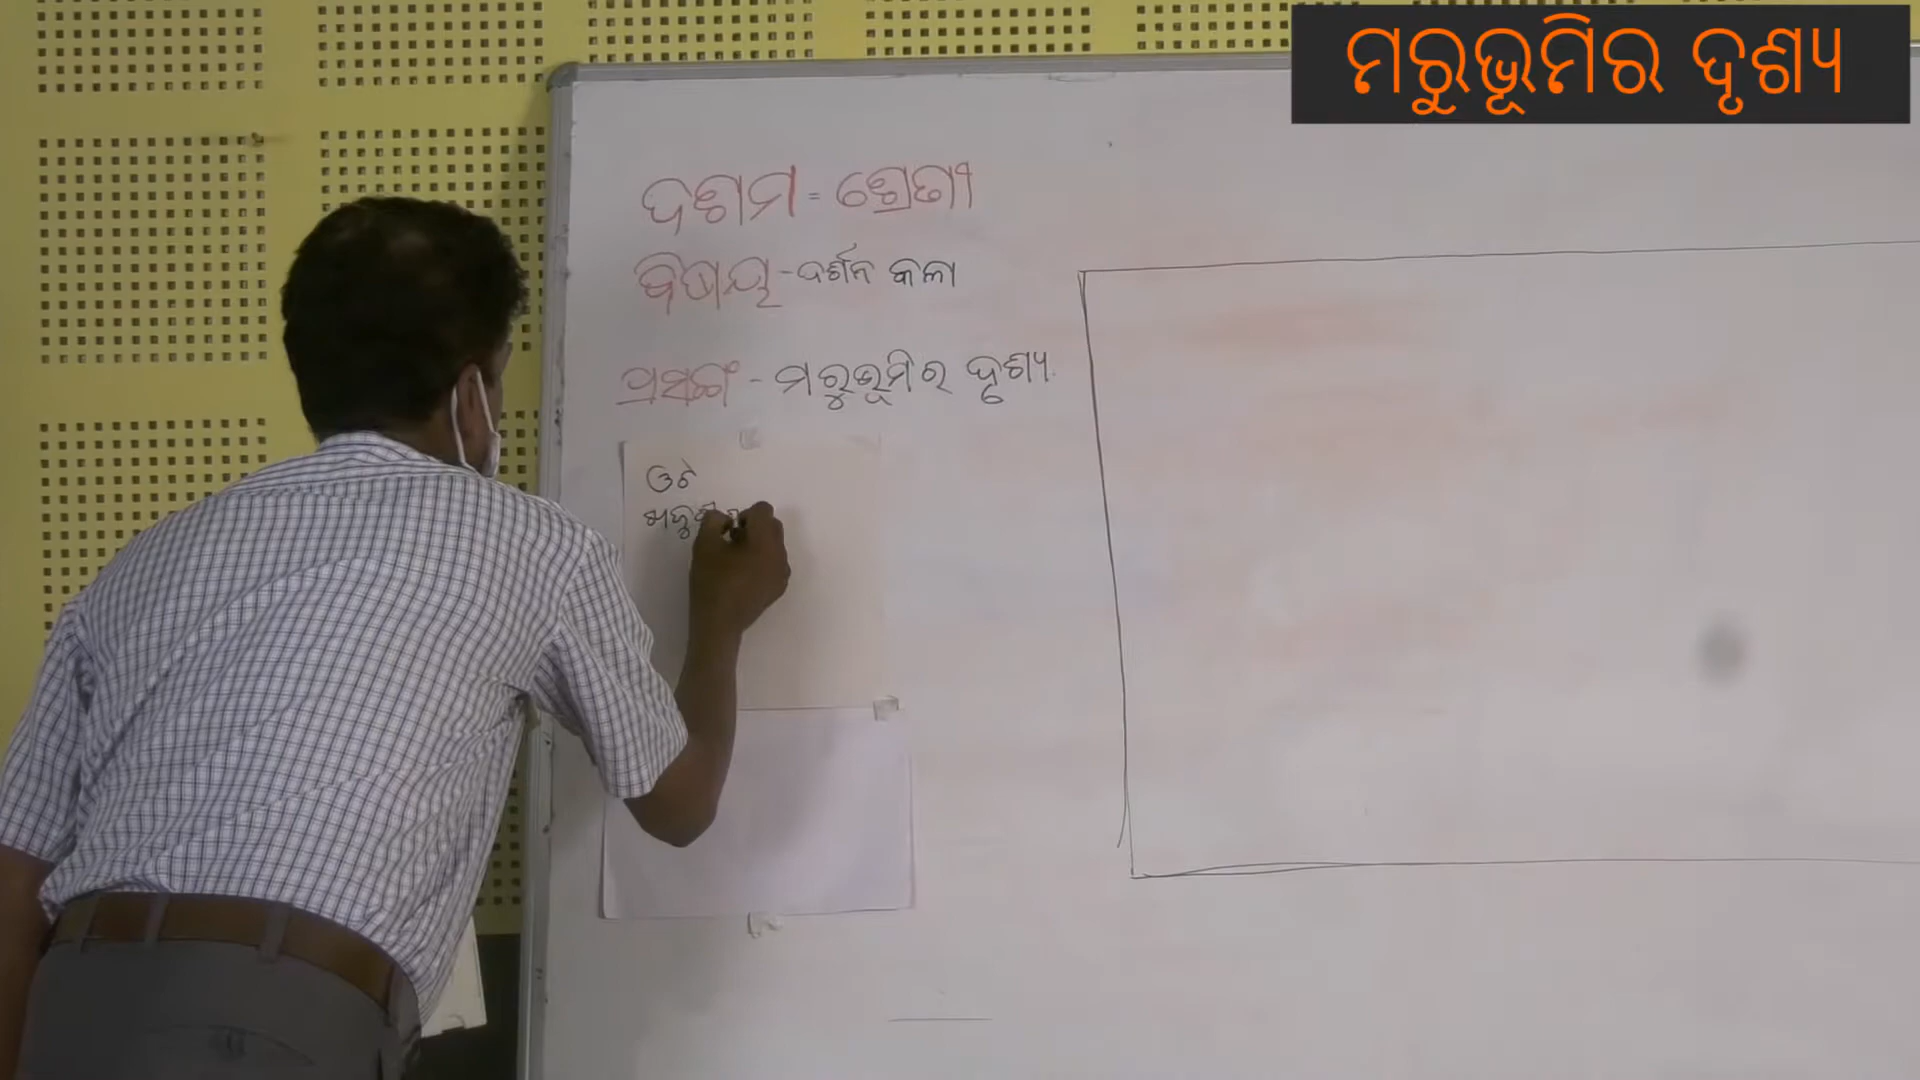 ମରୁଭୂମିର ଦୃଶ୍ୟ
ଦଶମ = ଶ୍ରେଣୀ
ବିଷୟ - ଦର୍ଶନ କଳା
ପ୍ରସଙ୍ଗ - ମରୁଭୂମିର ଦୃଶ୍ୟ
ଓଟ